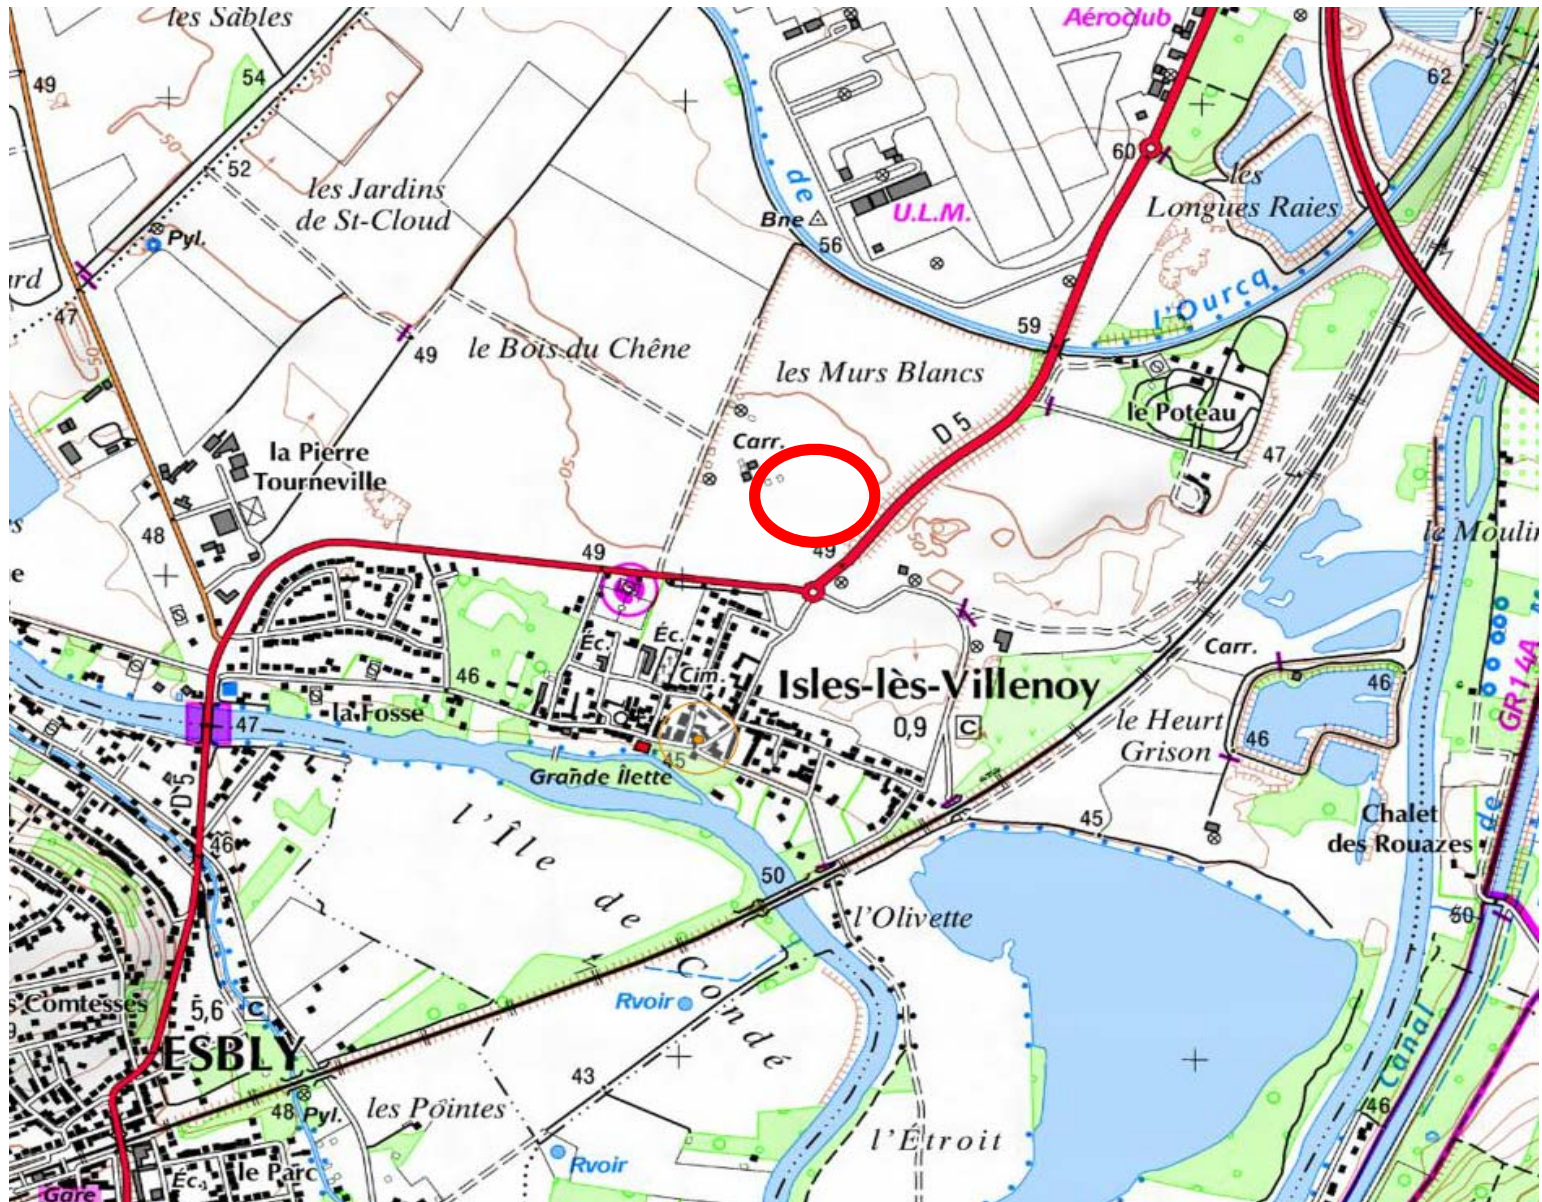 les Sables
Aéroclub
49
54
50
62
50
52
60
les Jardins
de St-Cloud
de
les
Longues Raies
U.L.M.
Bne
56
Pyl.
47
l'Ourcq
59
49
le Bois du Chêne
les Murs Blancs
D 5
le Poteau
Carr.
50
la Pierre
Tourneville
47
48
49
49
50
le Moulin
Éc.
Éc.
Cim.
46
Carr.
46
GR 14A
Isles-lès-Villenoy
0,9
C
la Fosse
47
le Heurt
Grison
46
45
Grande Îlette
D 5
l'Île de Condé
46
45
Chalet
des Rouazes
de
50
l'Olivette
50
Comtesses
5,6
C
Rvoir
ESBLY
43
48
Pyl.
les Pointes
Canal
46
l'Étroit
Rvoir
Éc.
le Parc
Gare